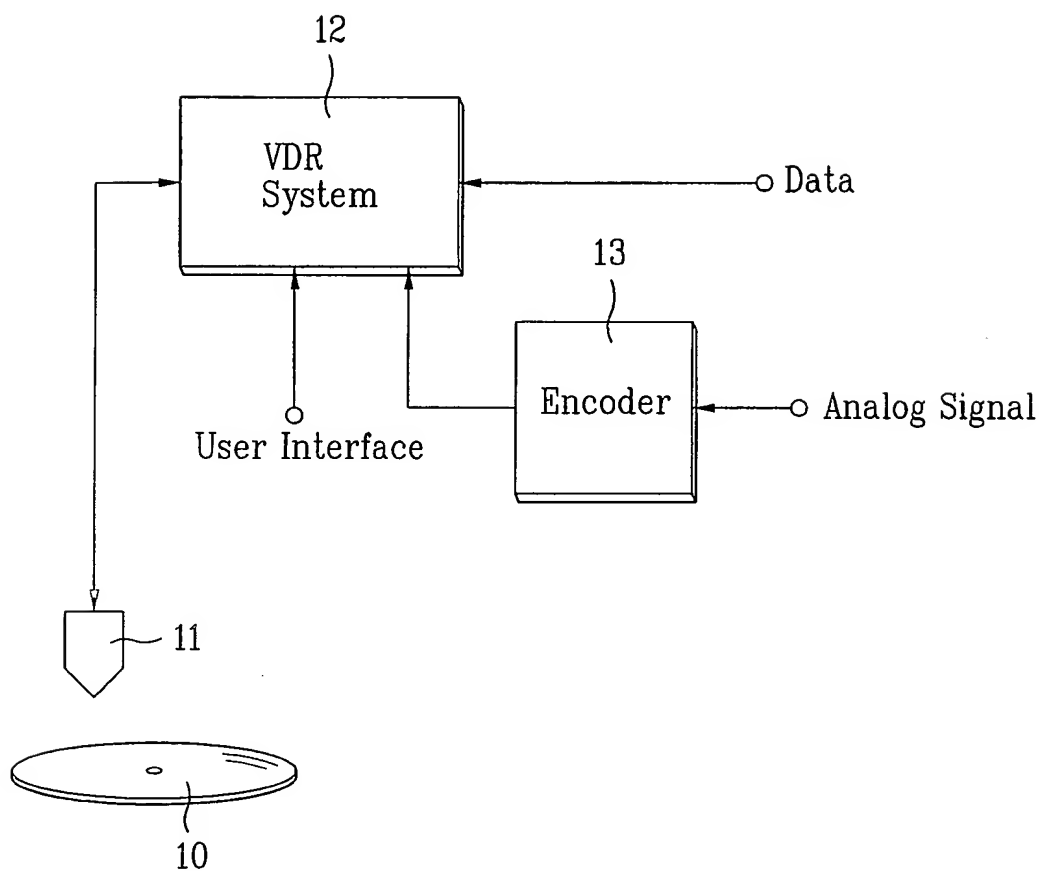 12
VDR
System
Data
13
Encoder
Analog Signal
User Interface
11
10